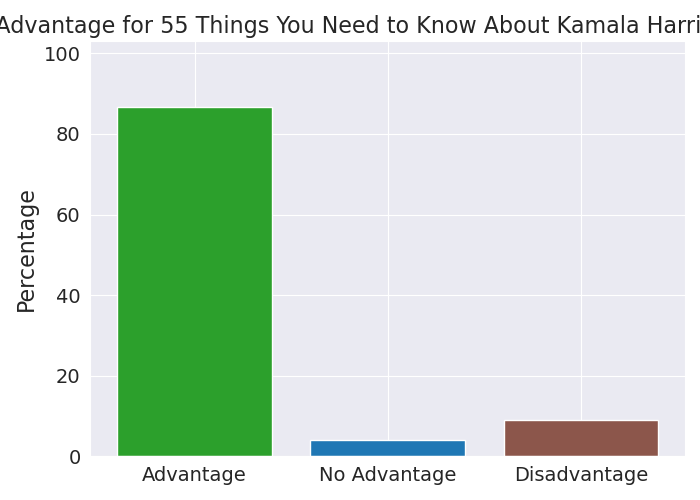 Advantage for 55 Things You Need to Know About Kamala Harri
100
80
60
40
20
0
Percentage
Advantage No Advantage Disadvantage